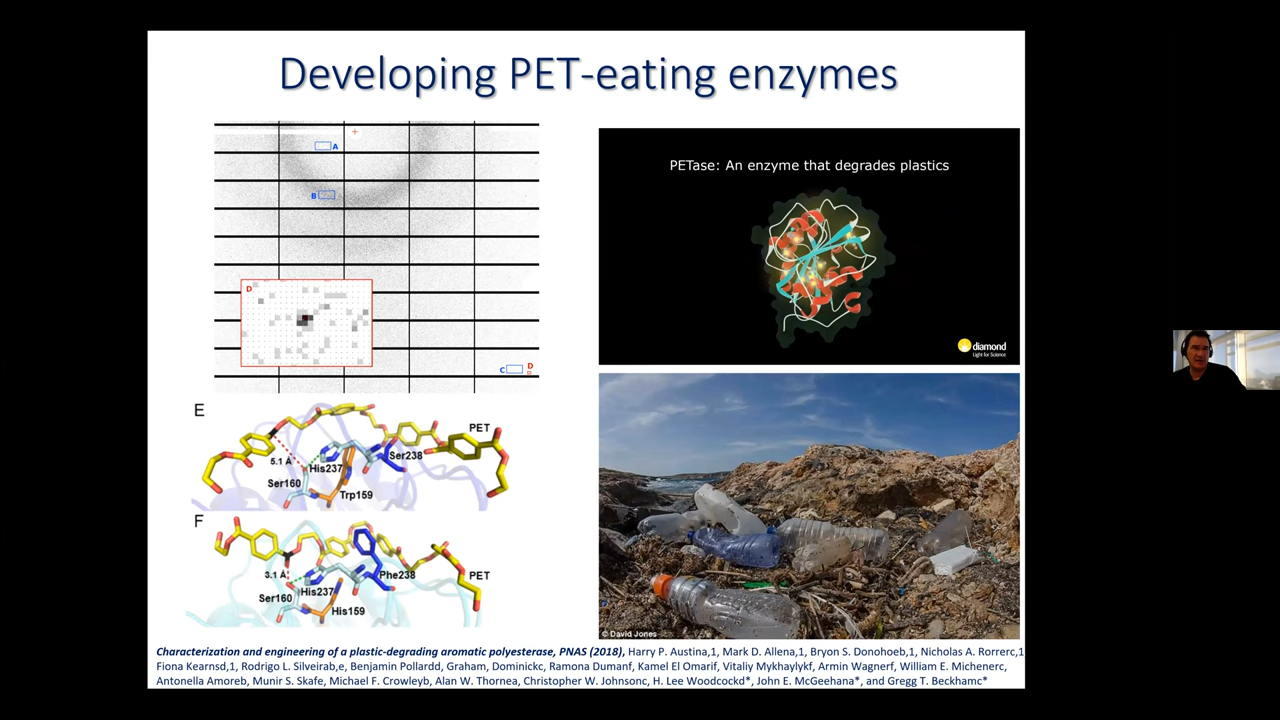 Developing PET-eating enzymes
A
B
D
C
D
PETase: An enzyme that degrades plastics
diamond
Light for Science
E
PET
5.1 Å
His237
Ser238
Ser160
Trp159
F
3.1 Å
Phe238
PET
Ser160
His237
His159
© David Jones
Characterization and engineering of a plastic-degrading aromatic polyesterase, PNAS (2018), Harry P. Austina,1, Mark D. Allena,1, Bryon S. Donohoeb,1, Nicholas A. Rorrerc,1
Fiona Kearnsd,1, Rodrigo L. Silveirab,e, Benjamin Pollardd, Graham, Dominickc, Ramona Dumanf, Kamel El Omarif, Vitaliy Mykhaylykf, Armin Wagnerf, William E. Michenerc,
Antonella Amoreb, Munir S. Skafe, Michael F. Crowleyb, Alan W. Thornea, Christopher W. Johnsonc, H. Lee Woodcockd*, John E. McGeehana*, and Gregg T. Beckhamc*